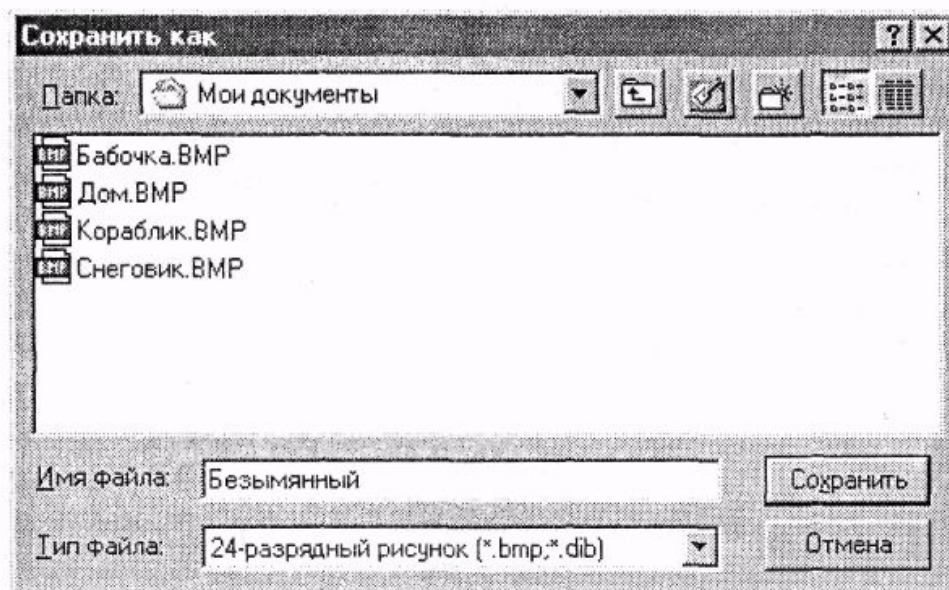 Сохранить как
Папка: Мои документы
Бабочка.BMP
Дом.BMP
Кораблик.BMP
Снеговик.BMP
Имя файла: Безымянный Сохранить
Тип файла: 24-разрядный рисунок (*.bmp;*.dib) Отмена